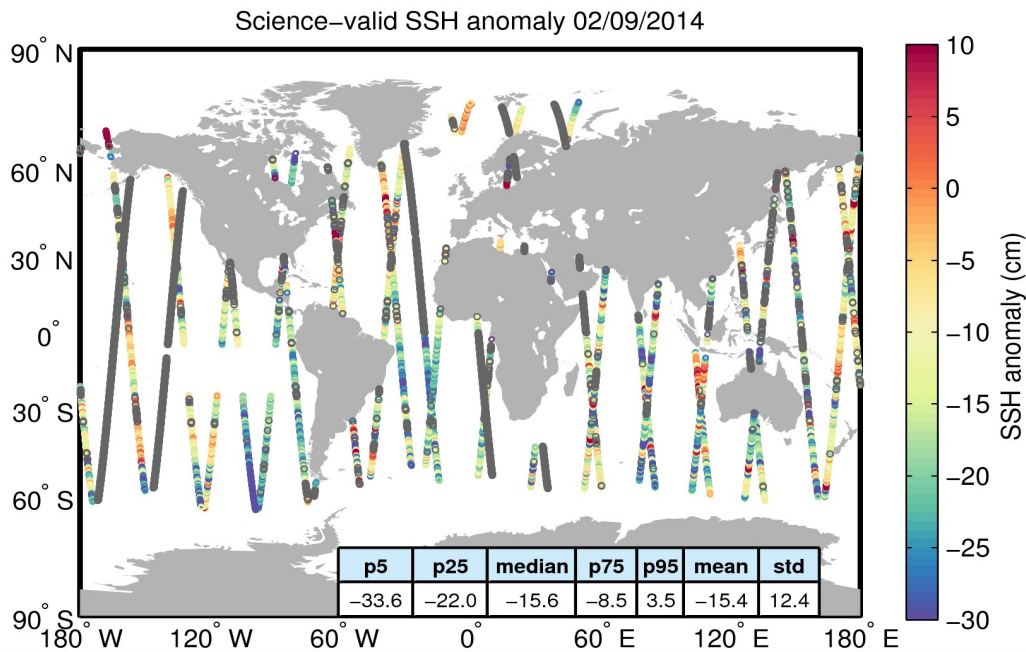 Science−valid SSH anomaly 02/09/2014
90° N
60° N
30° N
0°
30° S
60° S
90° S
180° W
120° W
60° W
0°
60° E
120° E
180° E
p5 p25 median p75 p95 mean std
−33.6 −22.0 −15.6 −8.5 3.5 −15.4 12.4
10
5
0
−5
−10
−15
−20
−25
−30
SSH anomaly (cm)